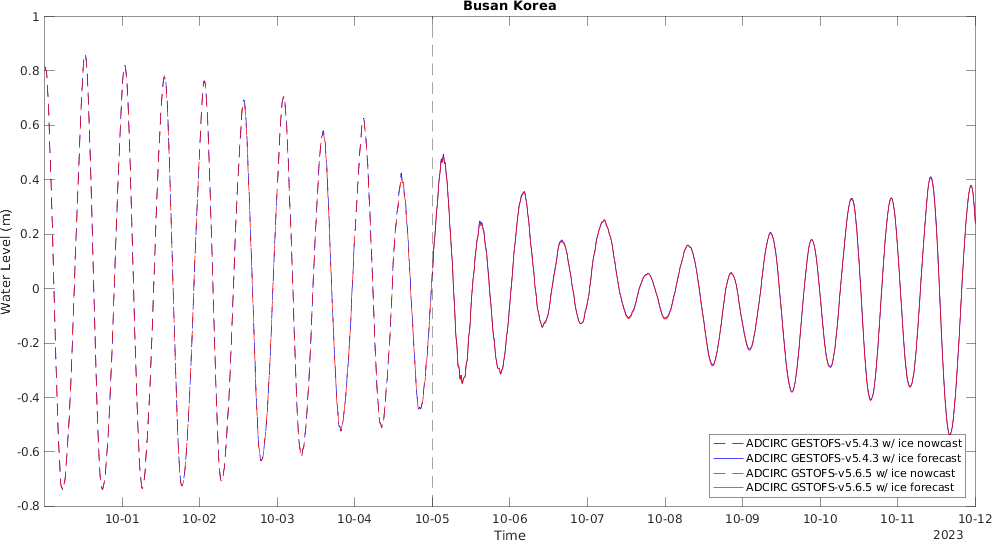 Busan Korea
1
0.8
0.6
0.4
0.2
0
-0.2
-0.4
-0.6
-0.8
Water Level (m)
10-01 10-02 10-03 10-04 10-05 10-06 10-07 10-08 10-09 10-10 10-11 10-12
Time
2023
ADCIRC GESTOFS-v5.4.3 w/ ice nowcast
ADCIRC GESTOFS-v5.4.3 w/ ice forecast
ADCIRC GSTOFS-v5.6.5 w/ ice nowcast
ADCIRC GSTOFS-v5.6.5 w/ ice forecast